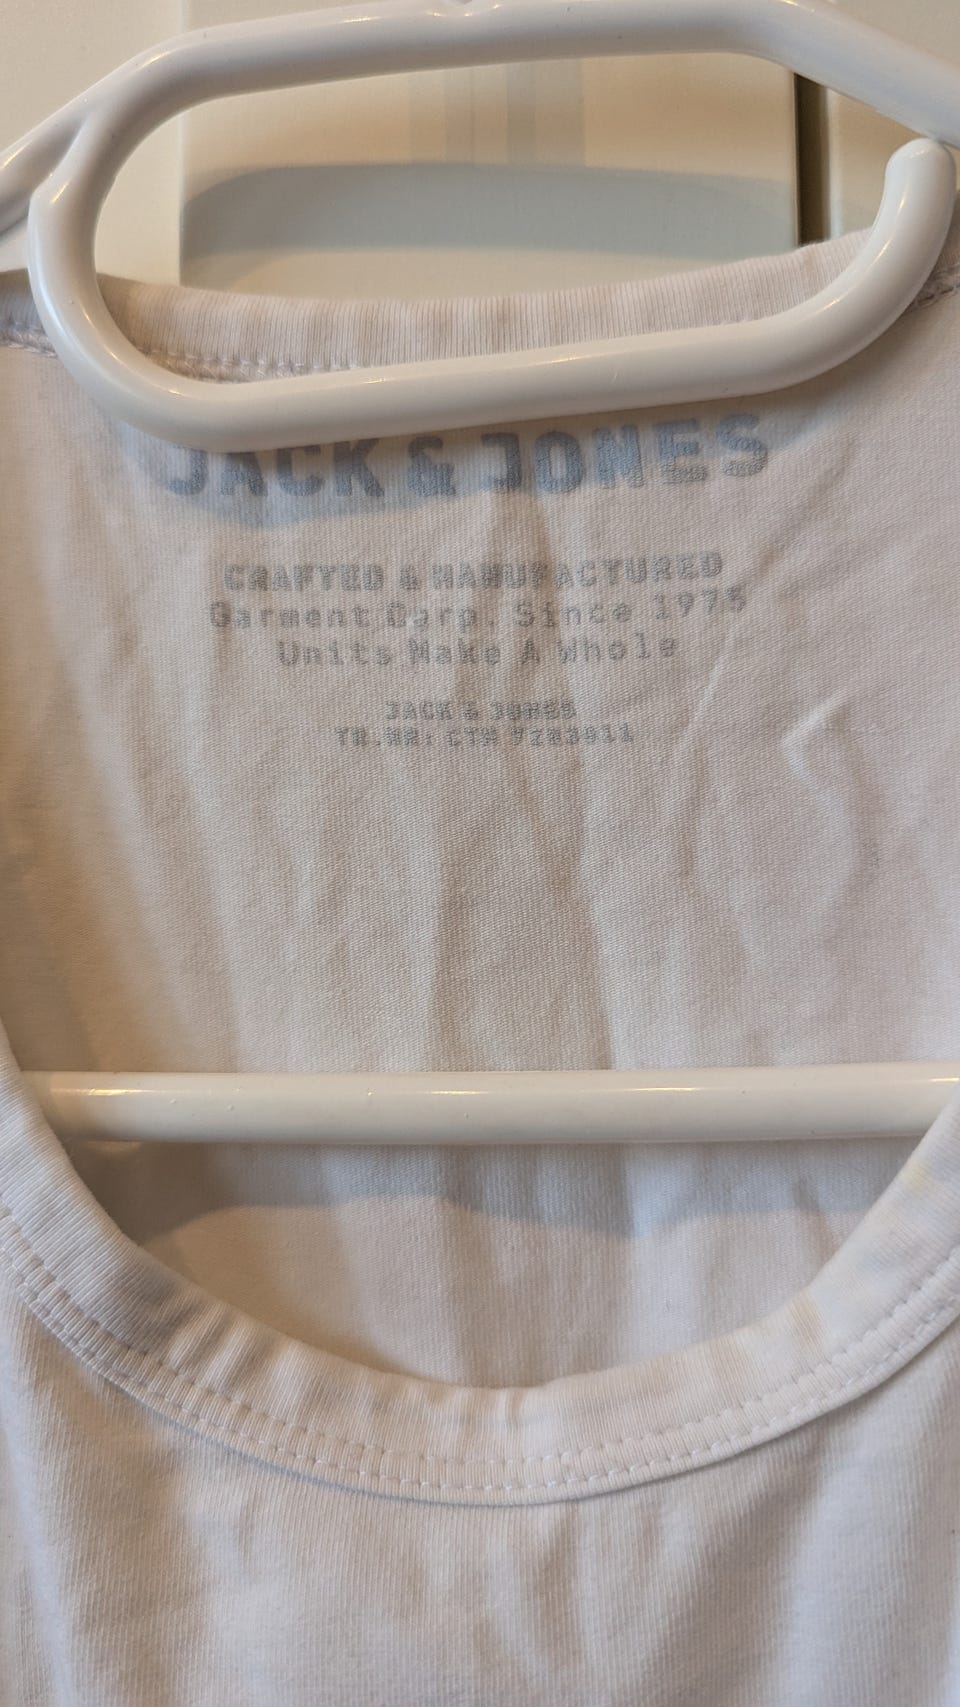 JACK & JONES
CRAFTED & MANUFACTURED
Garment Corp. Since 1975
Units Make A Whole
JACK & JONES
TR.NR: CTM